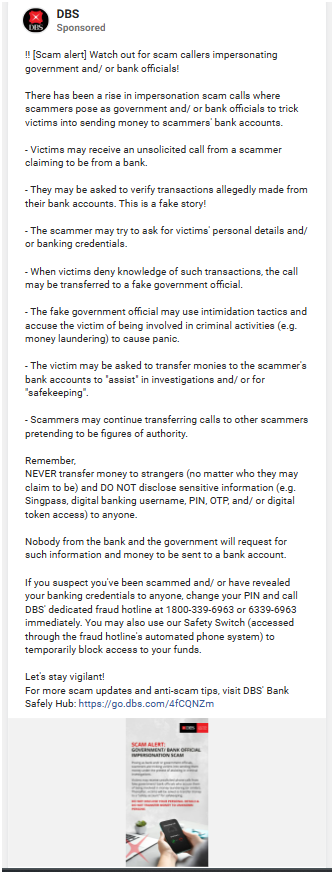 DBS
Sponsored
!! [Scam alert] Watch out for scam callers impersonating
government and/ or bank officials!
There has been a rise in impersonation scam calls where
scammers pose as government and/ or bank officials to trick
victims into sending money to scammers' bank accounts.
- Victims may receive an unsolicited call from a scammer
claiming to be from a bank.
- They may be asked to verify transactions allegedly made from
their bank accounts. This is a fake story!
- The scammer may try to ask for victims' personal details and/
or banking credentials.
- When victims deny knowledge of such transactions, the call
may be transferred to a fake government official.
- The fake government official may use intimidation tactics and
accuse the victim of being involved in criminal activities (e.g.
money laundering) to cause panic.
- The victim may be asked to transfer monies to the scammer's
bank accounts to "assist" in investigations and/ or for
"safekeeping".
- Scammers may continue transferring calls to other scammers
pretending to be figures of authority.
Remember,
NEVER transfer money to strangers (no matter who they may
claim to be) and DO NOT disclose sensitive information (e.g.
Singpass, digital banking username, PIN, OTP, and/ or digital
token access) to anyone.
Nobody from the bank and the government will request for
such information and money to be sent to a bank account.
If you suspect you've been scammed and/ or have revealed
your banking credentials to anyone, change your PIN and call
DBS' dedicated fraud hotline at 1800-339-6963 or 6339-6963
immediately. You may also use our Safety Switch (accessed
through the fraud hotline's automated phone system) to
temporarily block access to your funds.
Let's stay vigilant!
For more scam updates and anti-scam tips, visit DBS' Bank
Safely Hub: https://go.dbs.com/4fCQNZm
DBS
SCAM ALERT:
GOVERNMENT/ BANK OFFICIAL
IMPERSONATION SCAM